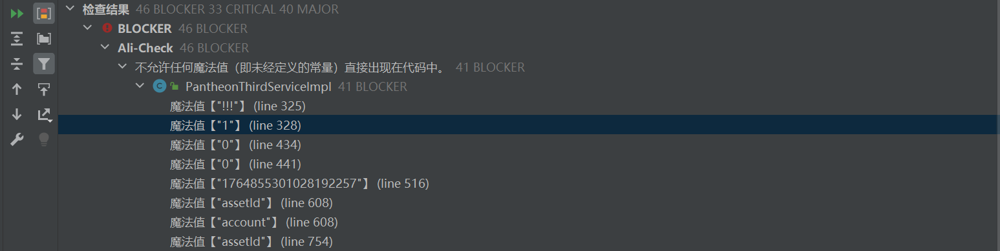 检查结果 46 BLOCKER 33 CRITICAL 40 MAJOR
BLOCKER 46 BLOCKER
Ali-Check 46 BLOCKER
不允许任何魔法值（即未经定义的常量）直接出现在代码中。 41 BLOCKER
C PantheonThirdServiceImpl 41 BLOCKER
魔法值【"!!!"】 (line 325)
魔法值【"1"】 (line 328)
魔法值【"0"】 (line 434)
魔法值【"0"】 (line 441)
魔法值【"1764855301028192257"】 (line 516)
魔法值【"assetId"】 (line 608)
魔法值【"account"】 (line 608)
魔法值【"assetId"】 (line 754)